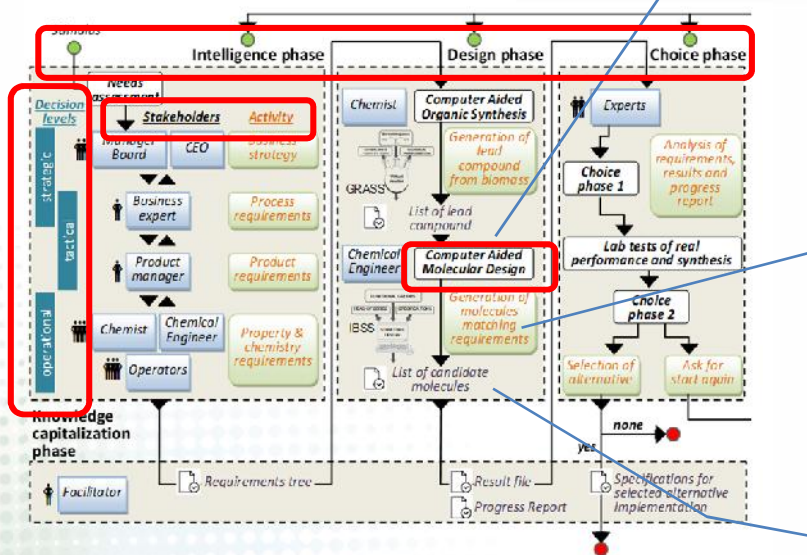 Stimulus
Intelligence phase
Design phase
Choice phase
Needs
assessment
Decision
levels
Stakeholders
Activity
strategic
tactical
operational
Manager
Board
CEO
Business
strategy
Business
expert
Process
requirements
Product
manager
Product
requirements
Chemist
Chemical
Engineer
Operators
Property &
chemistry
requirements
Chemist
Computer Aided
Organic Synthesis
GRASS
Generation of
lead
compound
from biomass
List of lead
compound
Chemical
Engineer
Computer Aided
Molecular Design
IBSS
Generation of
molecules
matching
requirements
List of candidate
molecules
Experts
Choice
phase 1
Analysis of
requirements,
results and
progress
report
Lab tests of real
performance and synthesis
Choice
phase 2
Selection of
alternative
Ask for
start again
none
yes
Knowledge
capitalization
phase
Facilitator
Requirements tree
Result file
Progress Report
Specifications for
selected alternative
implementation